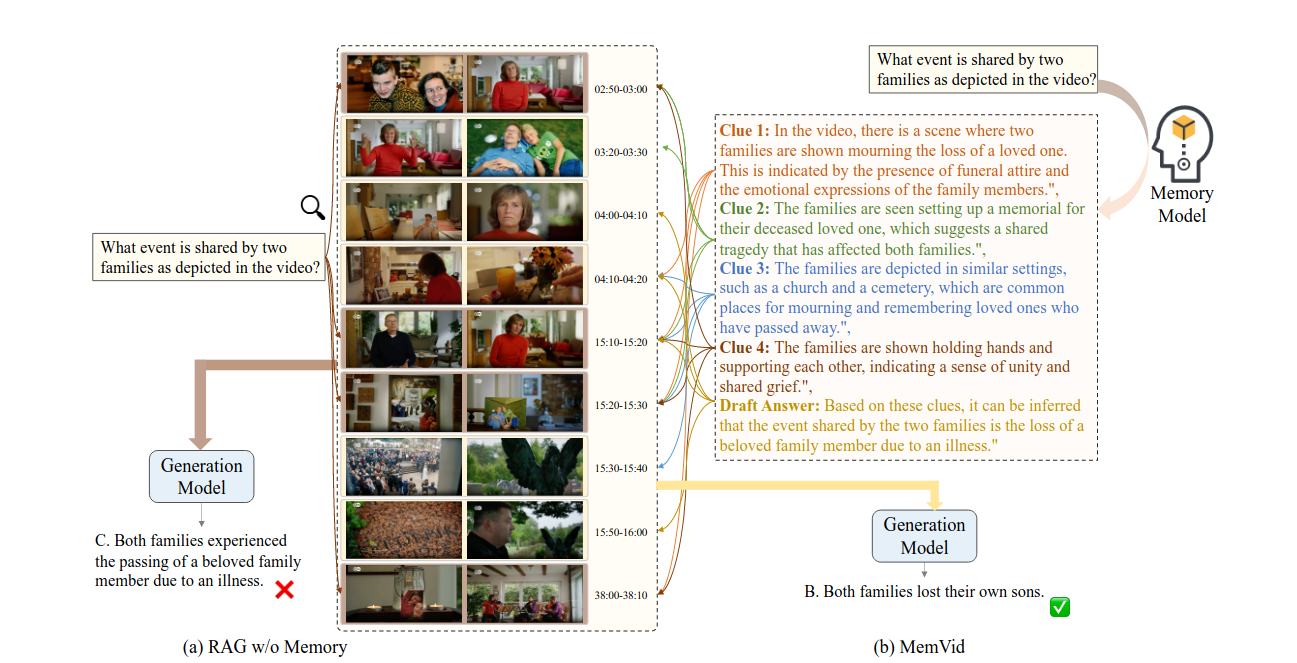 What event is shared by two
families as depicted in the video?
C. Both families experienced
the passing of a beloved family
member due to an illness.
Generation
Model
(a) RAG w/o Memory
02:50-03:00
03:20-03:30
04:00-04:10
04:10-04:20
15:10-15:20
15:20-15:30
15:30-15:40
15:50-16:00
38:00-38:10
What event is shared by two
families as depicted in the video?
Memory
Model
Clue 1: In the video, there is a scene where two
families are shown mourning the loss of a loved one.
This is indicated by the presence of funeral attire and
the emotional expressions of the family members.",
Clue 2: The families are seen setting up a memorial for
their deceased loved one, which suggests a shared
tragedy that has affected both families.",
Clue 3: The families are depicted in similar settings,
such as a church and a cemetery, which are common
places for mourning and remembering loved ones who
have passed away.",
Clue 4: The families are shown holding hands and
supporting each other, indicating a sense of unity and
shared grief.",
Draft Answer: Based on these clues, it can be inferred
that the event shared by the two families is the loss of a
beloved family member due to an illness."
Generation
Model
B. Both families lost their own sons.
(b) MemVid